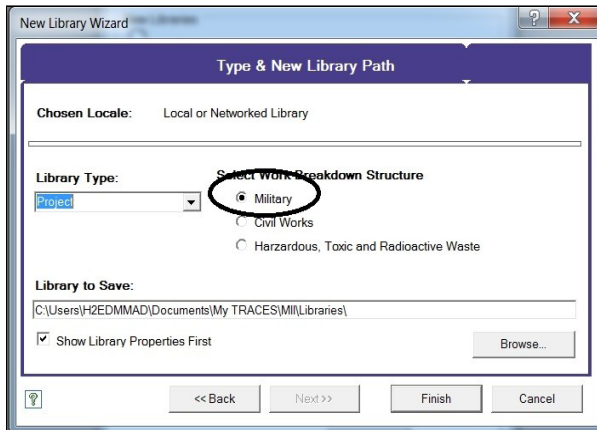 New Library Wizard
Type & New Library Path
Chosen Locale: Local or Networked Library
Library Type:
Project
Select Work Breakdown Structure
Military
Civil Works
Harzardous, Toxic and Radioactive Waste
Library to Save:
C:\Users\H2EDMMAD\Documents\My TRACES\MII\Libraries\
Show Library Properties First
Browse...
? << Back Next >> Finish Cancel